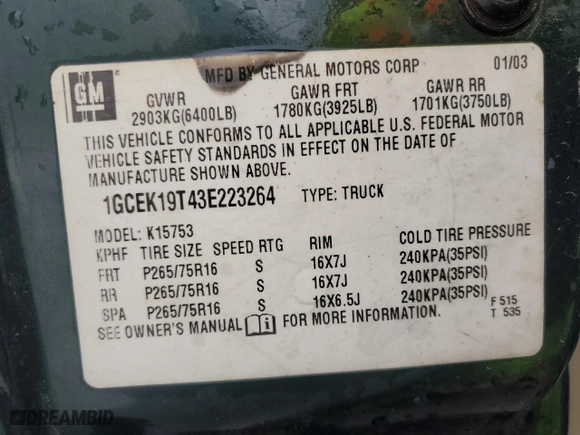 GM
MFD BY GENERAL MOTORS CORP 01/03
GVWR GAWR FRT GAWR RR
2903KG(6400LB) 1780KG(3925LB) 1701KG(3750LB)
THIS VEHICLE CONFORMS TO ALL APPLICABLE U.S. FEDERAL MOTOR
VEHICLE SAFETY STANDARDS IN EFFECT ON THE DATE OF
MANUFACTURE SHOWN ABOVE.
1GCEK19T43E223264 TYPE: TRUCK
MODEL: K15753
KPHF TIRE SIZE SPEED RTG RIM COLD TIRE PRESSURE
FRT P265/75R16 S 16X7J 240KPA(35PSI)
RR P265/75R16 S 16X7J 240KPA(35PSI)
SPA P265/75R16 S 16X6.5J 240KPA(35PSI)
F 515
T 535
SEE OWNER'S MANUAL i FOR MORE INFORMATION.
DREAMBID